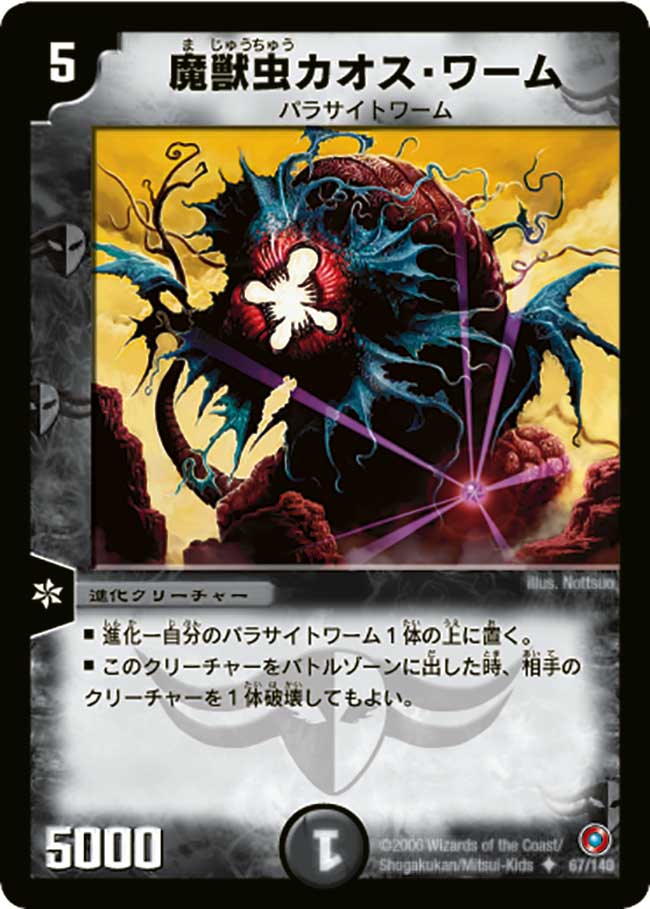 5
魔獣虫カオス・ワーム
ま じゅうちゅう
パラサイトワーム
illus. Nottsuo
進化クリーチャー
■ 進化－自分のパラサイトワーム１体の上に置く。
■ このクリーチャーをバトルゾーンに出した時、相手の
クリーチャーを１体破壊してもよい。
5000
1
©2006 Wizards of the Coast/
Shogakukan/Mitsui-Kids ◆ 67/140